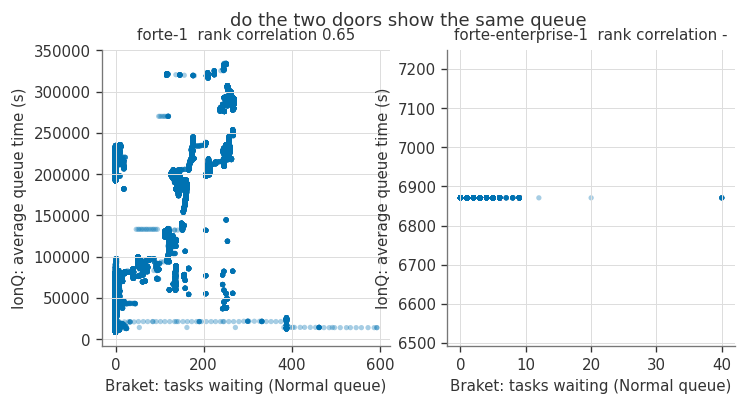 do the two doors show the same queue
forte-1 rank correlation 0.65
forte-enterprise-1 rank correlation -
IonQ: average queue time (s)
350000
300000
250000
200000
150000
100000
50000
0
0 200 400 600
Braket: tasks waiting (Normal queue)
IonQ: average queue time (s)
7200
7100
7000
6900
6800
6700
6600
6500
0 10 20 30 40
Braket: tasks waiting (Normal queue)